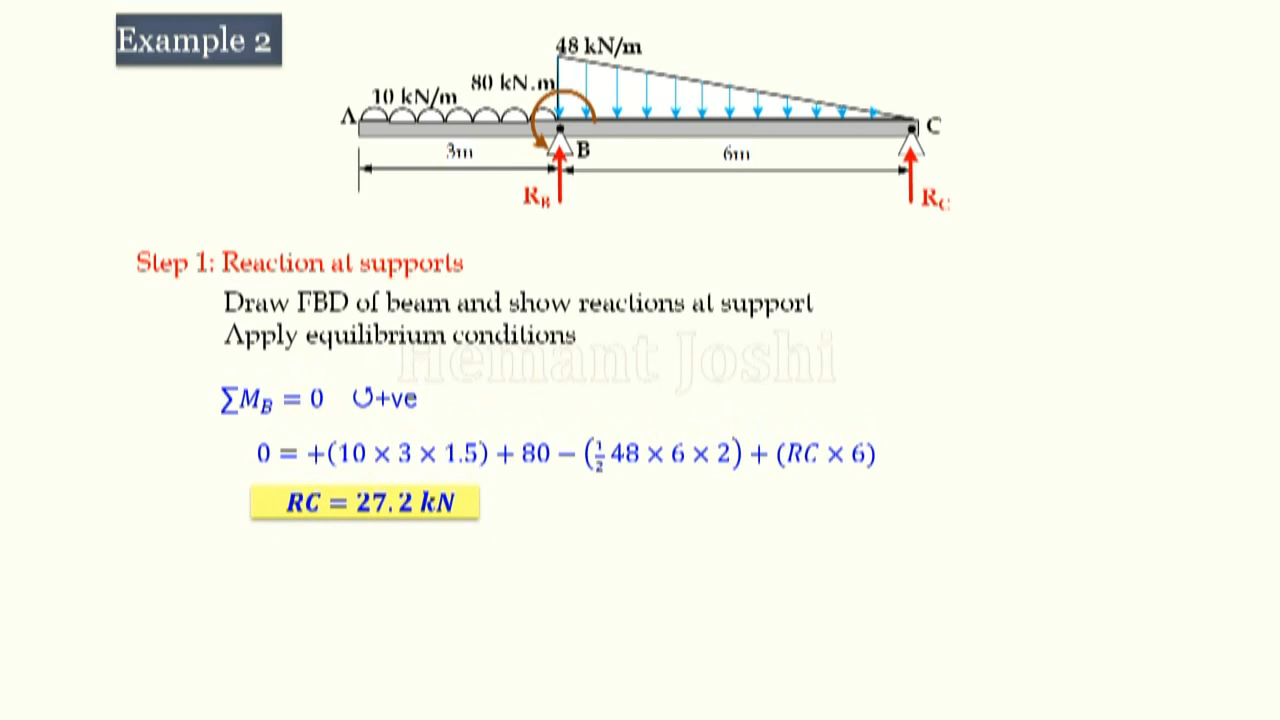 Example 2
48 kN/m
80 kN.m
10 kN/m
A
C
B
3m
6m
R_B
R_C
Step 1: Reaction at supports
Draw FBD of beam and show reactions at support
Apply equilibrium conditions
Hemant Joshi
∑M_B = 0 ↺+ve
0 = +(10 × 3 × 1.5) + 80 − (½ 48 × 6 × 2) + (RC × 6)
RC = 27.2 kN